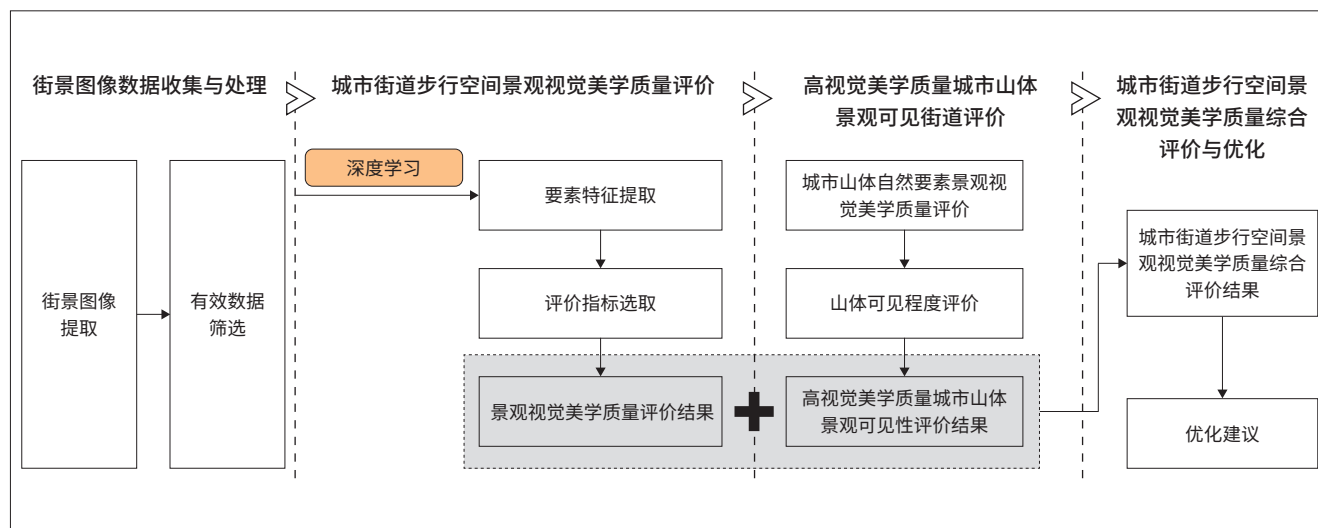 街景图像数据收集与处理
城市街道步行空间景观视觉美学质量评价
高视觉美学质量城市山体
景观可见街道评价
城市街道步行空间景
观视觉美学质量综合
评价与优化
街景图像
提取
有效数据
筛选
深度学习
要素特征提取
评价指标选取
景观视觉美学质量评价结果
城市山体自然要素景观视
觉美学质量评价
山体可见程度评价
高视觉美学质量城市山体
景观可见性评价结果
城市街道步行空间景
观视觉美学质量综合
评价结果
优化建议